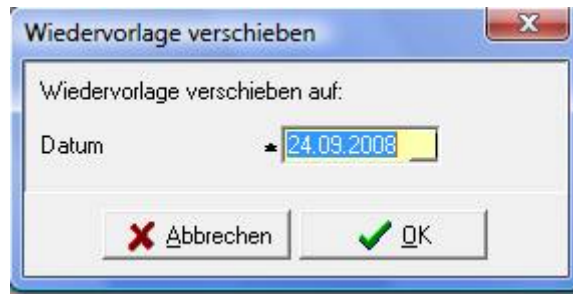 Wiedervorlage verschieben
Wiedervorlage verschieben auf:
Datum 24.09.2008
Abbrechen OK